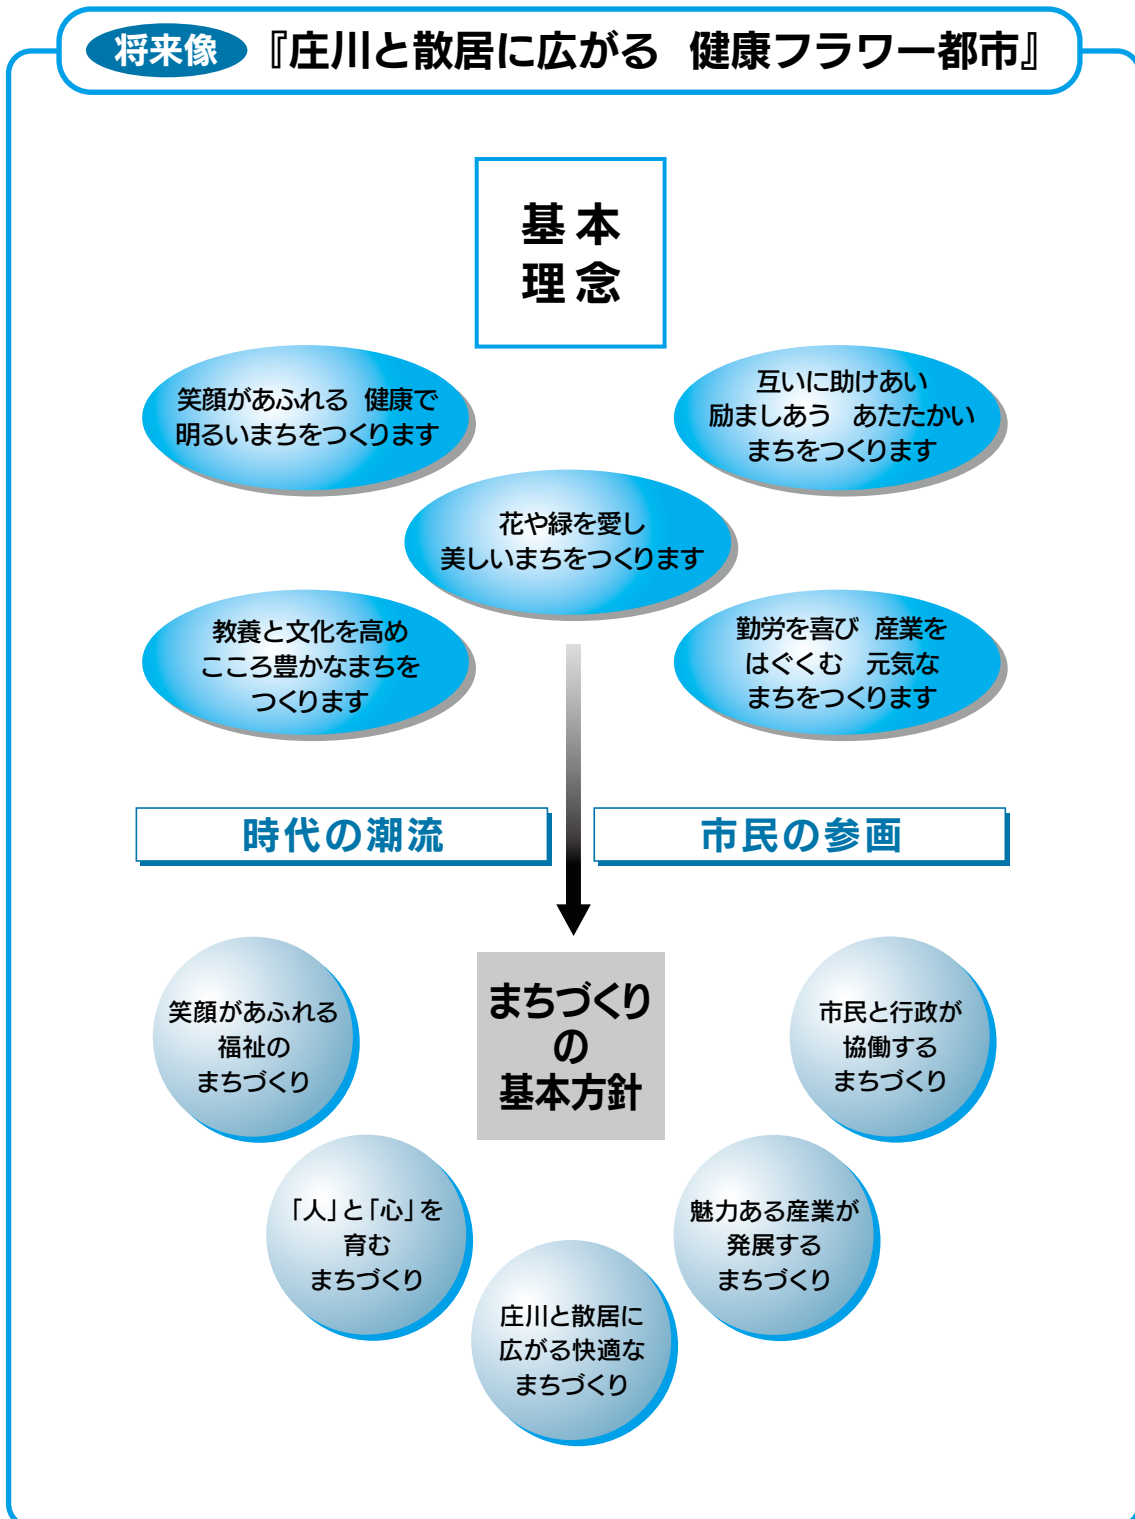 将来像 『庄川と散居に広がる 健康フラワー都市』
基本
理念
笑顔があふれる 健康で
明るいまちをつくります
互いに助けあい
励ましあう あたたかい
まちをつくります
花や緑を愛し
美しいまちをつくります
教養と文化を高め
こころ豊かなまちを
つくります
勤労を喜び 産業を
はぐくむ 元気な
まちをつくります
時代の潮流
市民の参画
まちづくり
の
基本方針
笑顔があふれる
福祉の
まちづくり
「人」と「心」を
育む
まちづくり
庄川と散居に
広がる快適な
まちづくり
魅力ある産業が
発展する
まちづくり
市民と行政が
協働する
まちづくり